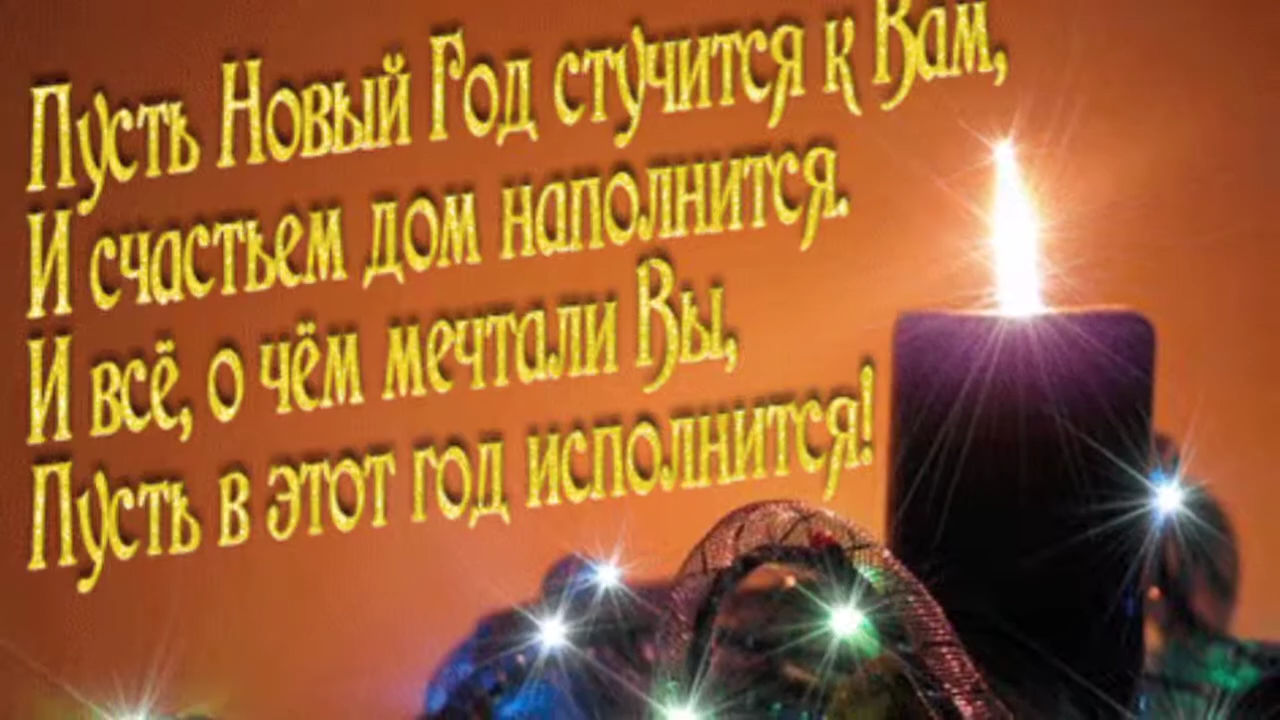 Пусть Новый Год стучится к Вам,
И счастьем дом наполнится.
И всё, о чём мечтали Вы,
Пусть в этот год исполнится!